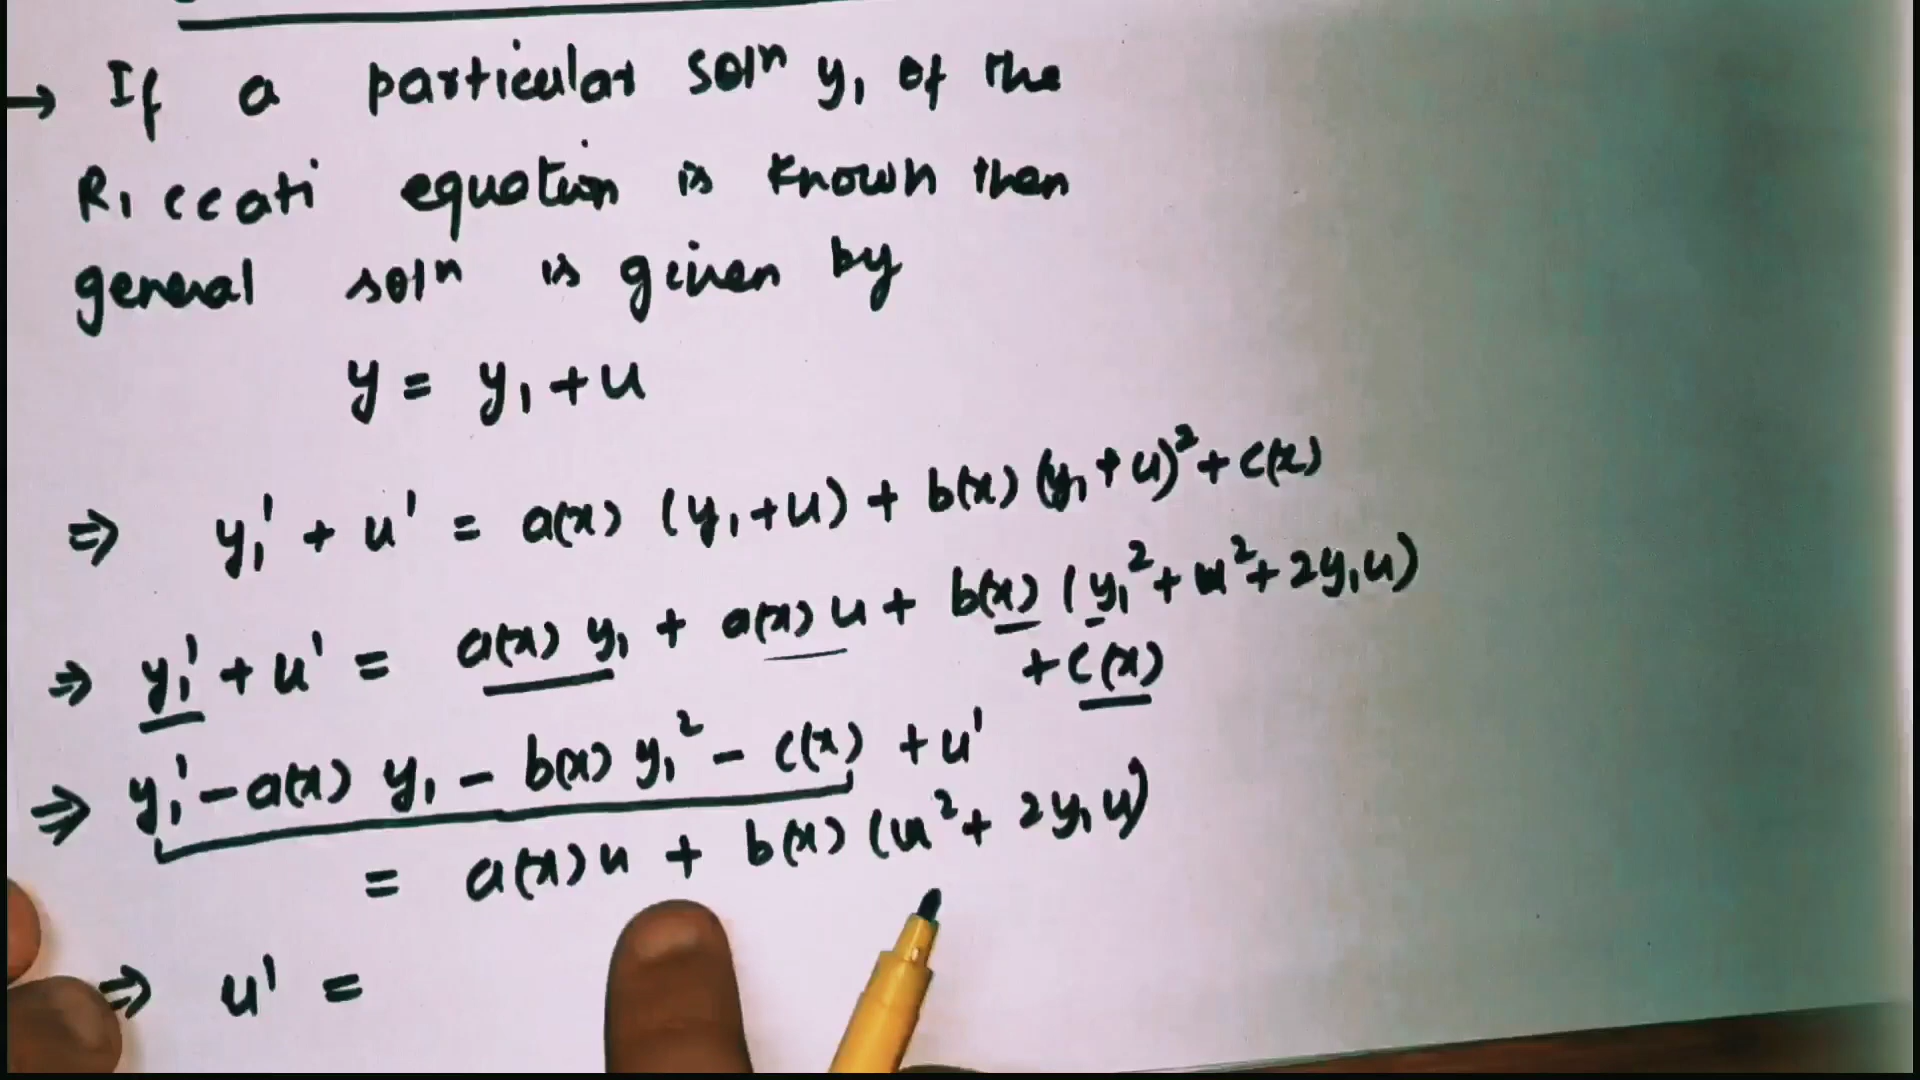 → If a particular solⁿ y₁ of the
Riccati equation is known then
general solⁿ is given by
y = y₁ + u
⇒ y₁' + u' = a(x) (y₁+u) + b(x) (y₁+u)² + c(x)
⇒ y₁' + u' = a(x) y₁ + a(x) u + b(x) (y₁² + u² + 2y₁u)
+ c(x)
⇒ y₁' - a(x) y₁ - b(x) y₁² - c(x) + u'
= a(x)u + b(x) (u² + 2y₁u)
⇒ u' =